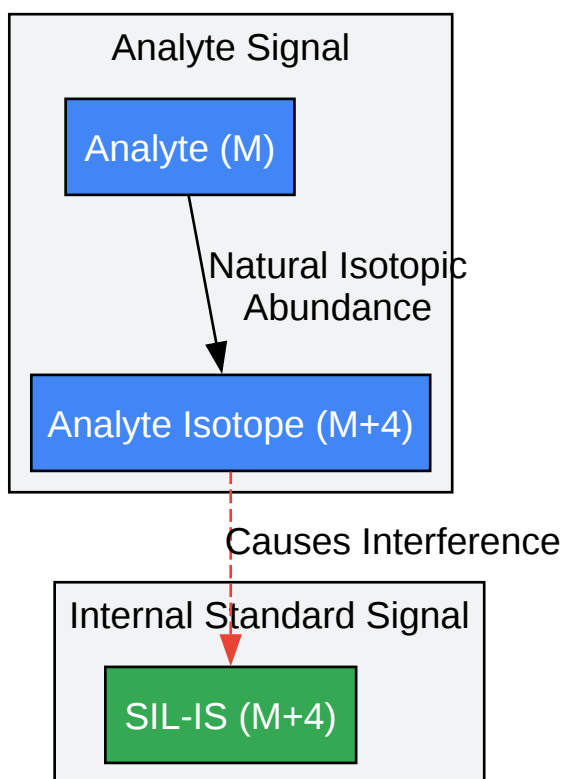 Analyte Signal
Analyte (M)
Natural Isotopic
Abundance
Analyte Isotope (M+4)
Causes Interference
Internal Standard Signal
SIL-IS (M+4)